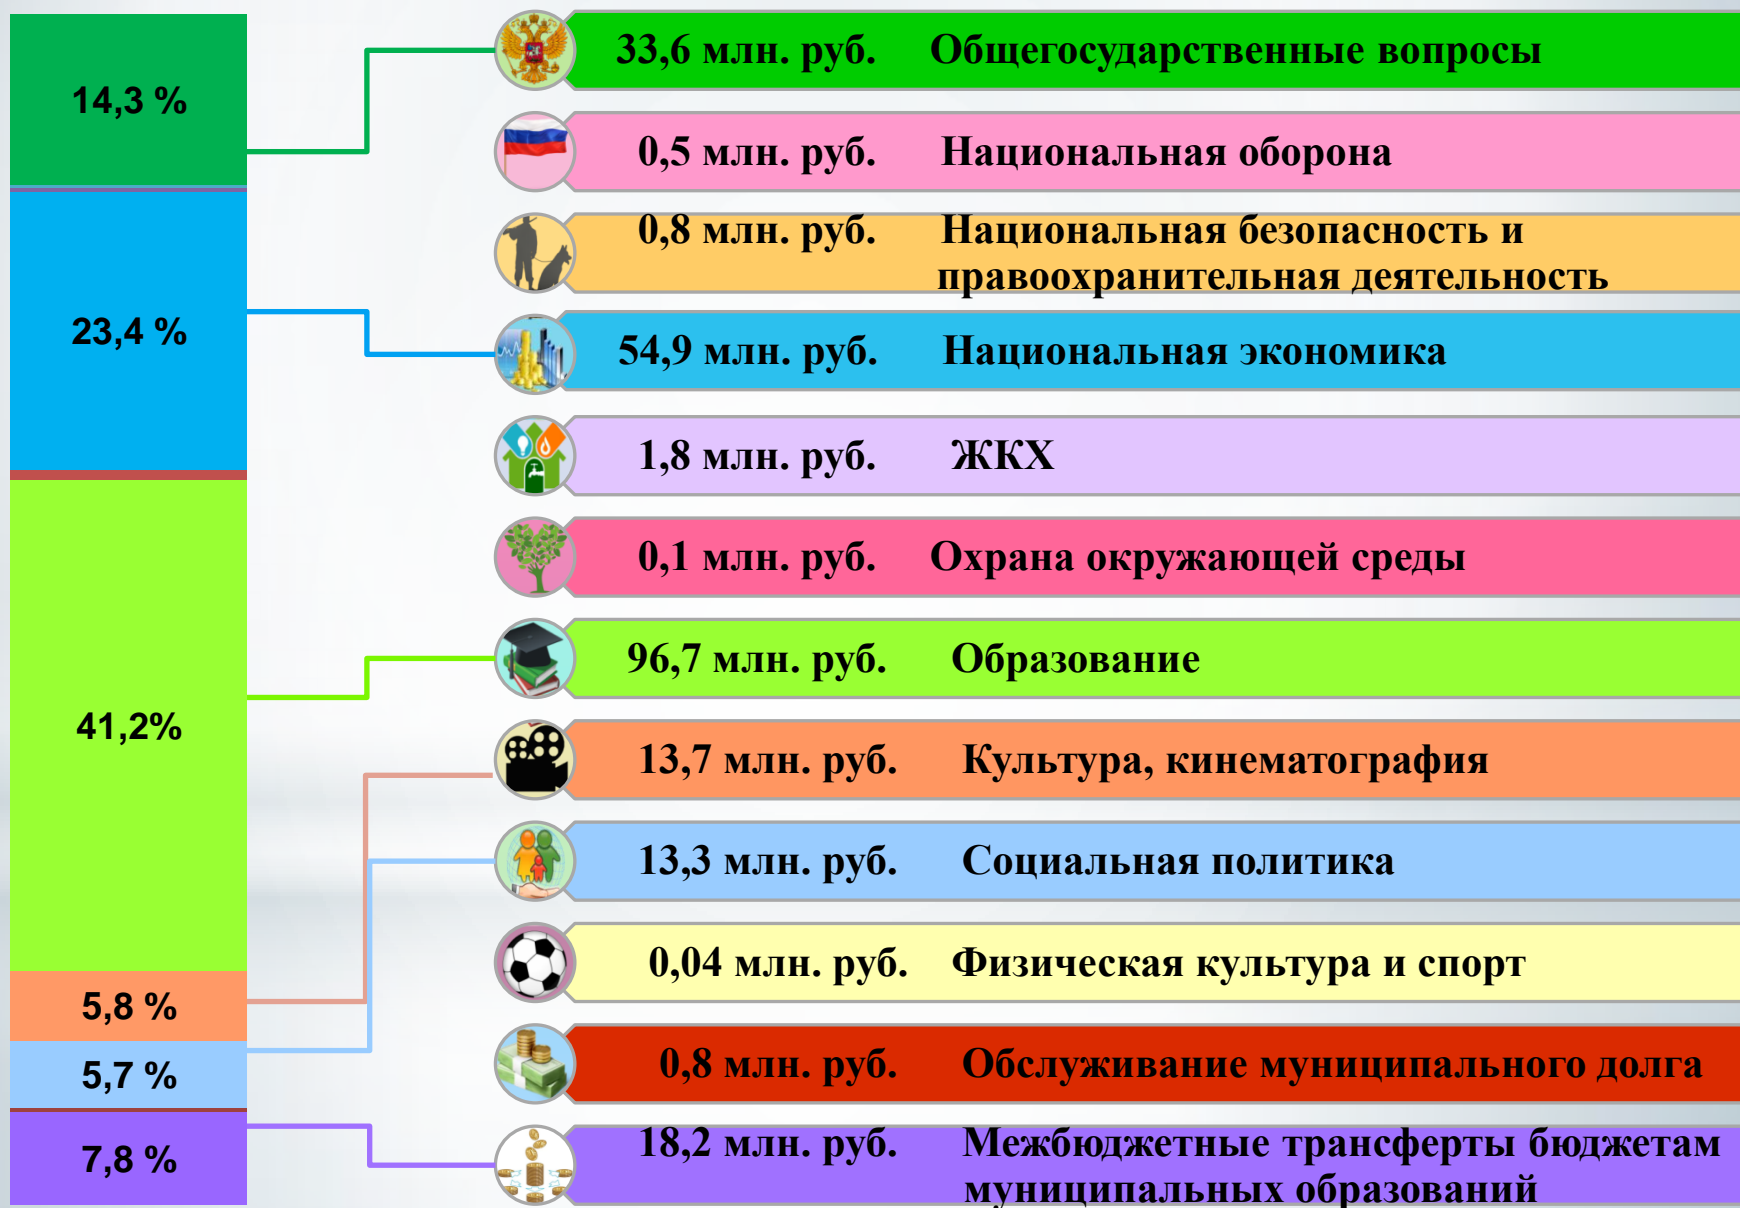 14,3 %
23,4 %
41,2%
5,8 %
5,7 %
7,8 %
33,6 млн. руб. Общегосударственные вопросы
0,5 млн. руб. Национальная оборона
0,8 млн. руб. Национальная безопасность и
правоохранительная деятельность
54,9 млн. руб. Национальная экономика
1,8 млн. руб. ЖКХ
0,1 млн. руб. Охрана окружающей среды
96,7 млн. руб. Образование
13,7 млн. руб. Культура, кинематография
13,3 млн. руб. Социальная политика
0,04 млн. руб. Физическая культура и спорт
0,8 млн. руб. Обслуживание муниципального долга
18,2 млн. руб. Межбюджетные трансферты бюджетам
муниципальных образований